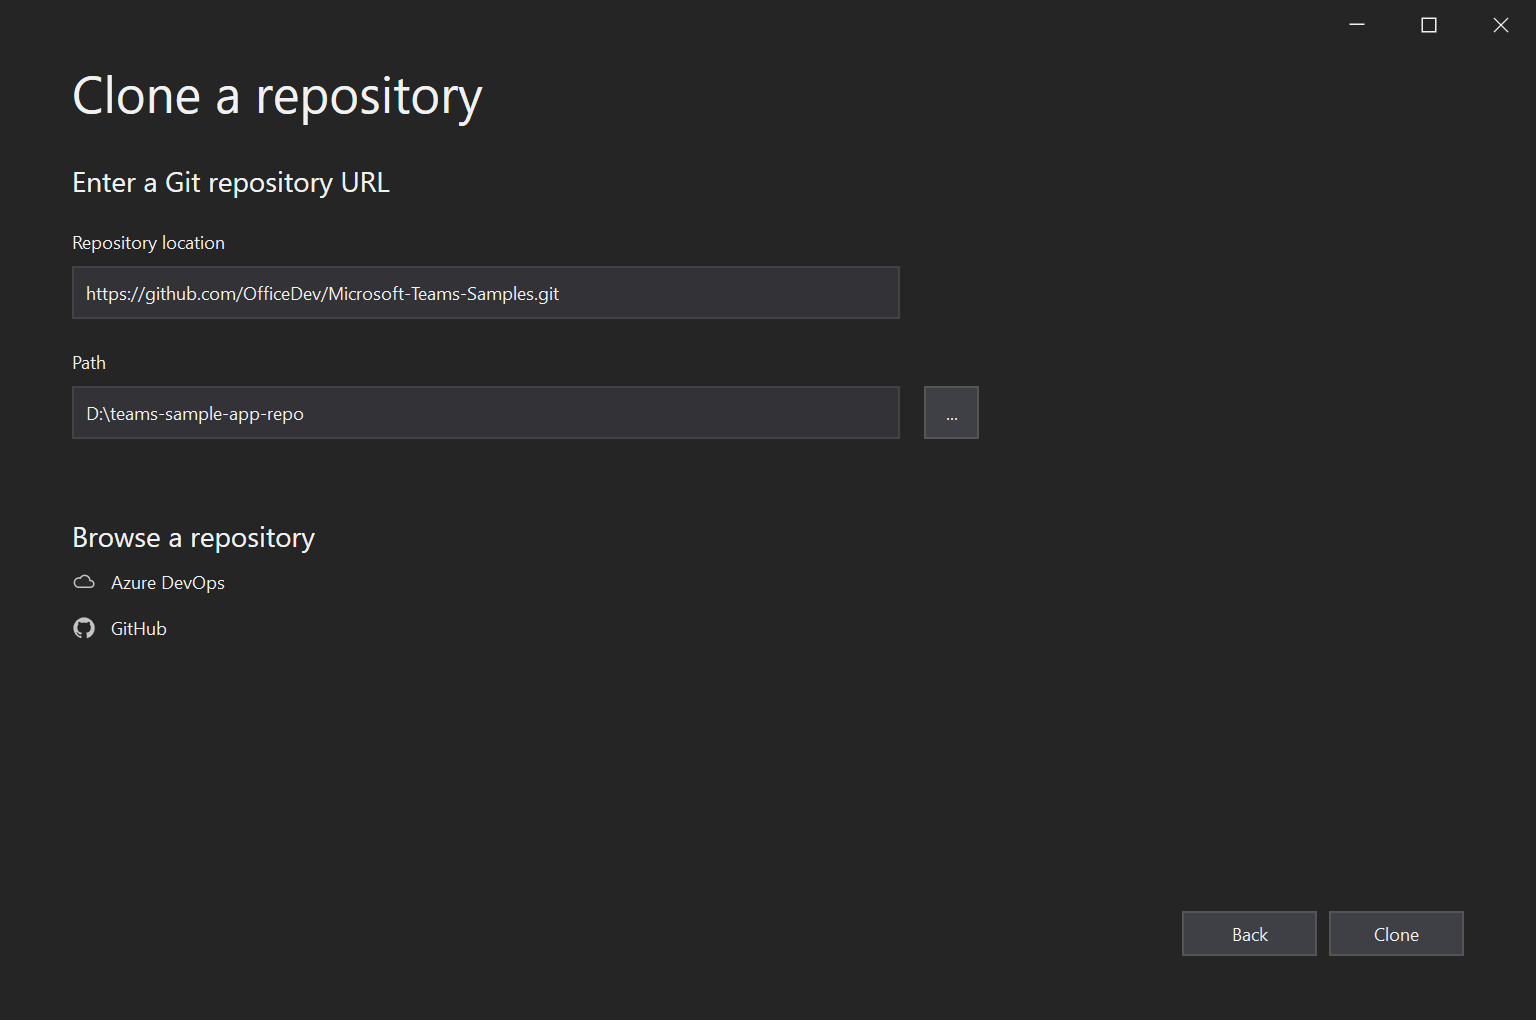 Clone a repository
Enter a Git repository URL
Repository location
https://github.com/OfficeDev/Microsoft-Teams-Samples.git
Path
D:\teams-sample-app-repo
...
Browse a repository
Azure DevOps
GitHub
Back
Clone